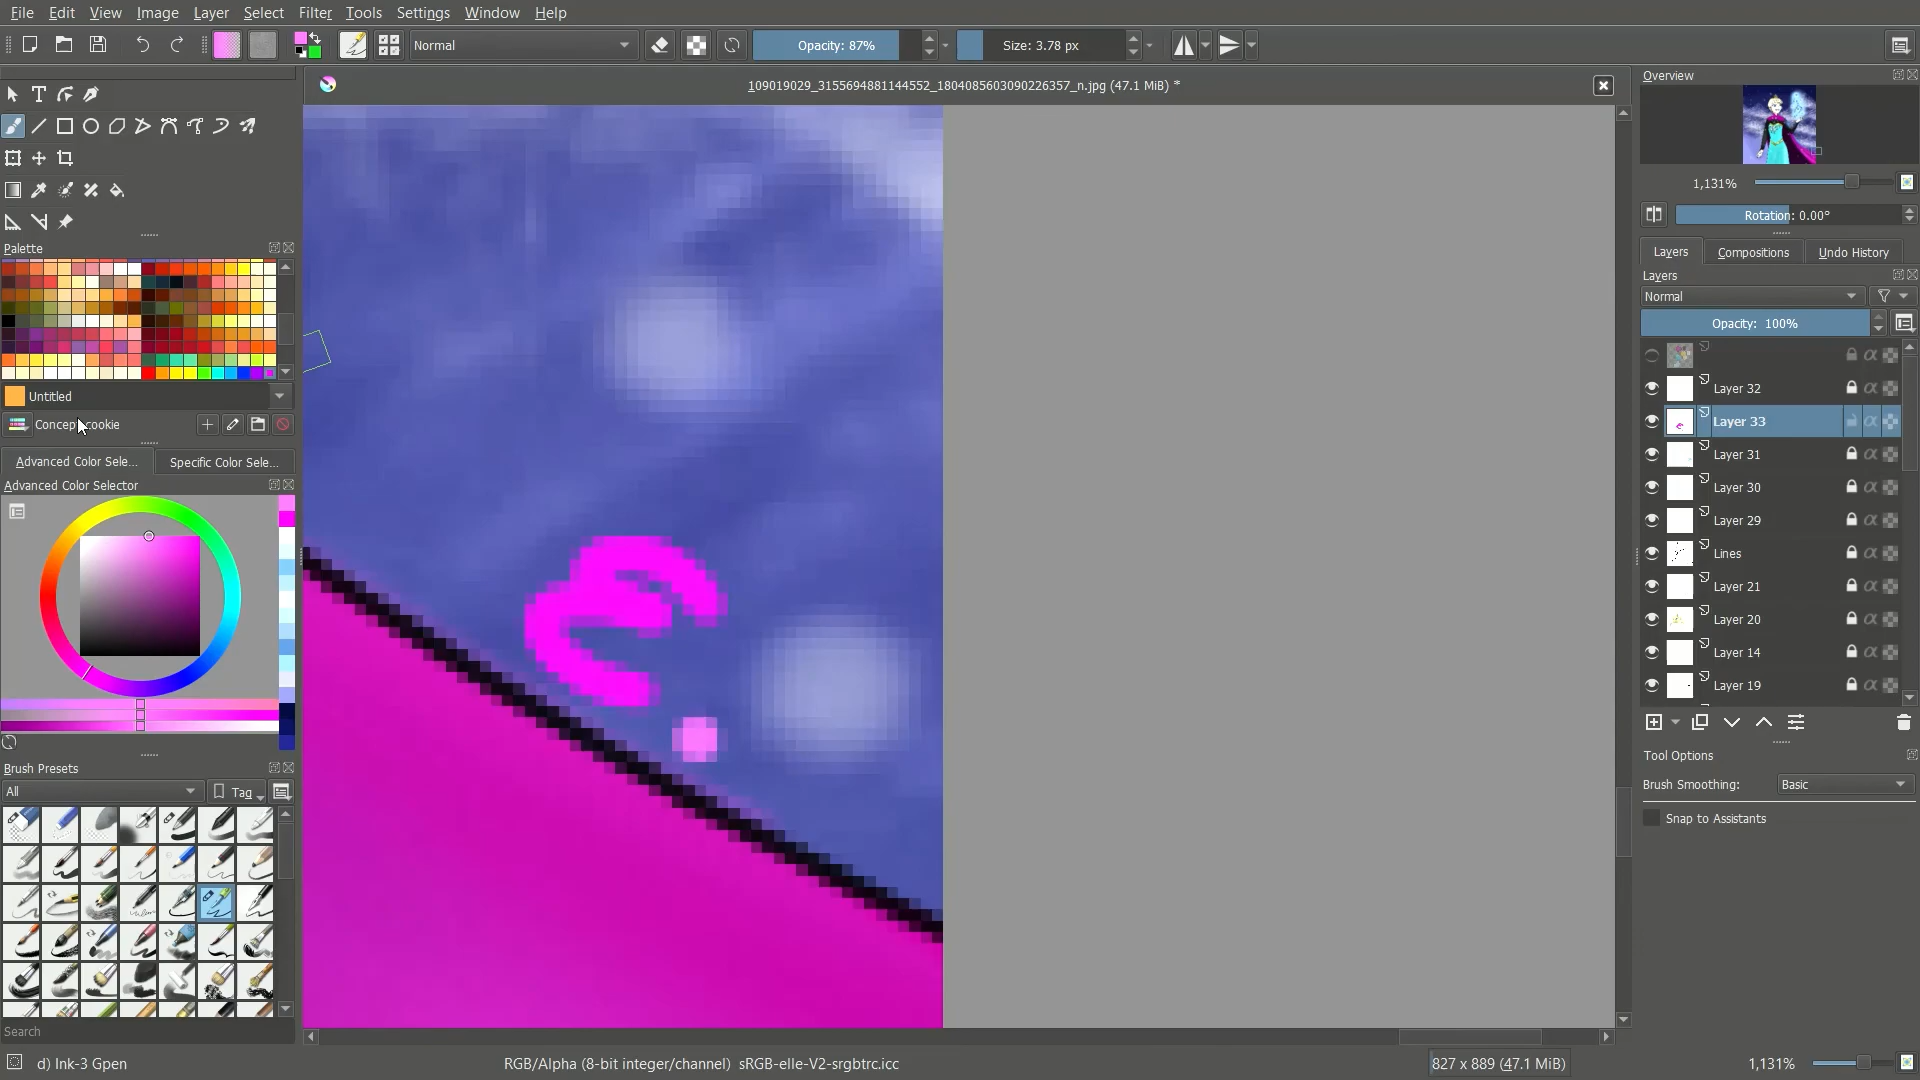 File Edit View Image Layer Select Filter Tools Settings Window Help
Normal Opacity: 87% Size: 3.78 px
109019029_3155694881144552_1804085603090226357_n.jpg (47.1 MiB) *
Palette
Untitled
Concept cookie
Advanced Color Sele... Specific Color Sele...
Advanced Color Selector
Brush Presets
All Tag
Search
d) Ink-3 Gpen
RGB/Alpha (8-bit integer/channel) sRGB-elle-V2-srgbtrc.icc
827 x 889 (47.1 MiB)
1,131%
Overview
1,131%
Rotation: 0.00°
Layers Compositions Undo History
Layers
Normal
Opacity: 100%
Layer 32
Layer 33
Layer 31
Layer 30
Layer 29
Lines
Layer 21
Layer 20
Layer 14
Layer 19
Tool Options
Brush Smoothing: Basic
Snap to Assistants